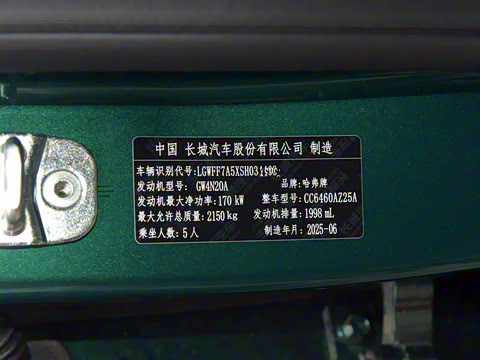 中国 长城汽车股份有限公司 制造
车辆识别代号:LGWFF7A5XSH03
发动机型号: GW4N20A 品牌:哈弗牌
发动机最大净功率:170 kW 整车型号:CC6460AZ25A
最大允许总质量:2150 kg 发动机排量:1998 mL
乘坐人数:5人 制造年月:2025-06